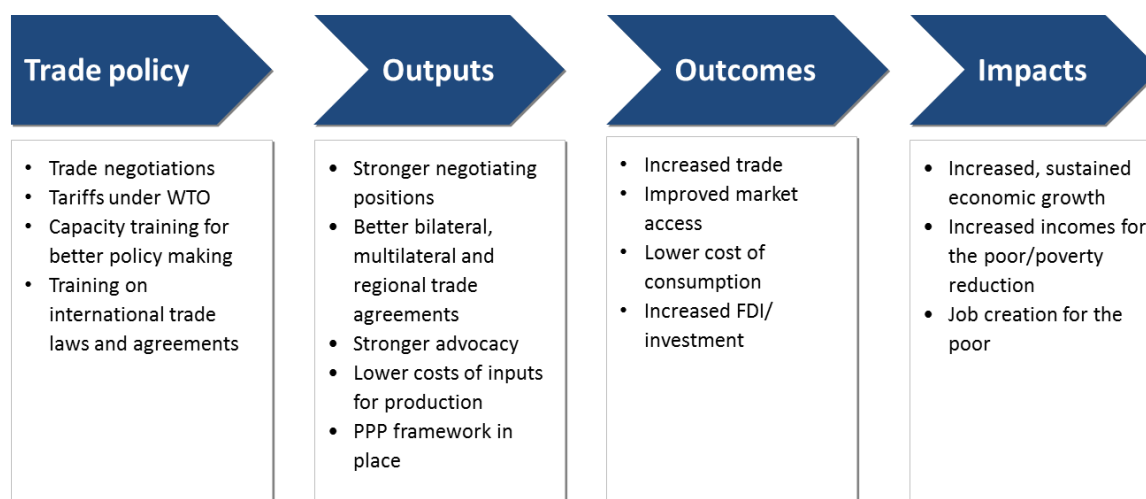 Trade policy
Outputs
Outcomes
Impacts
• Trade negotiations
• Tariffs under WTO
• Capacity training for
better policy making
• Training on
international trade
laws and agreements
• Stronger negotiating
positions
• Better bilateral,
multilateral and
regional trade
agreements
• Stronger advocacy
• Lower costs of inputs
for production
• PPP framework in
place
• Increased trade
• Improved market
access
• Lower cost of
consumption
• Increased FDI/
investment
• Increased, sustained
economic growth
• Increased incomes for
the poor/poverty
reduction
• Job creation for the
poor